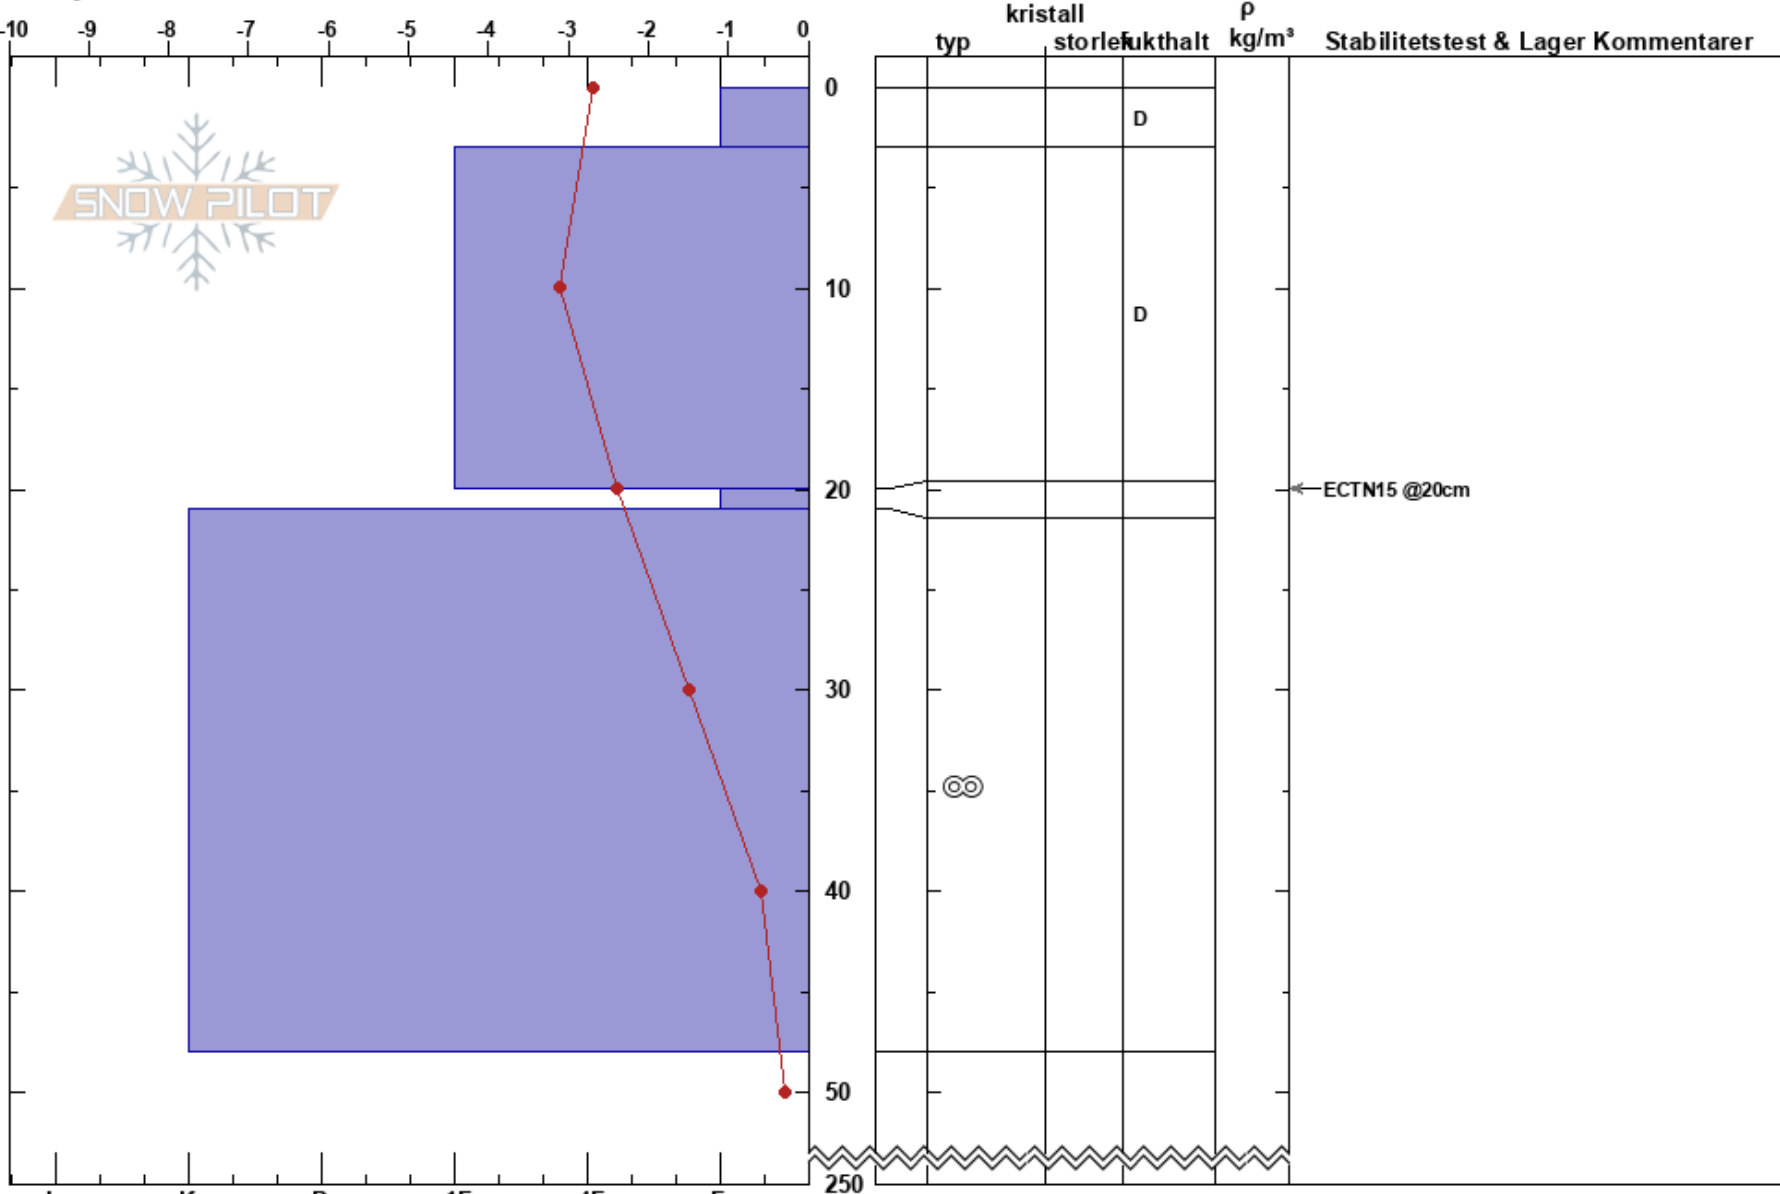 kristall
ρ
-10 -9 -8 -7 -6 -5 -4 -3 -2 -1 0
typ storlek fukthalt kg/m³ Stabilitetstest & Lager Kommentarer
0
D
SNOW PILOT
10
D
20
ECTN15 @20cm
30
40
50
250